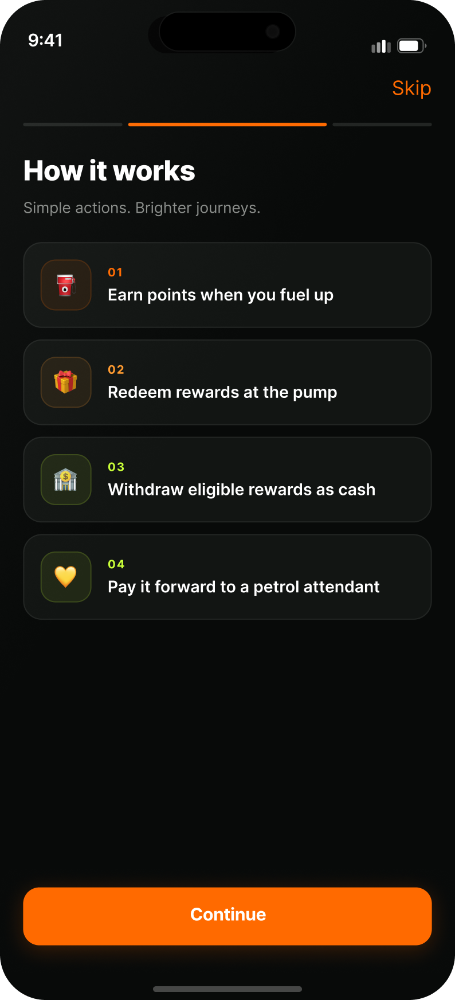 9:41
Skip
How it works
Simple actions. Brighter journeys.
01
Earn points when you fuel up
02
Redeem rewards at the pump
03
Withdraw eligible rewards as cash
04
Pay it forward to a petrol attendant
Continue